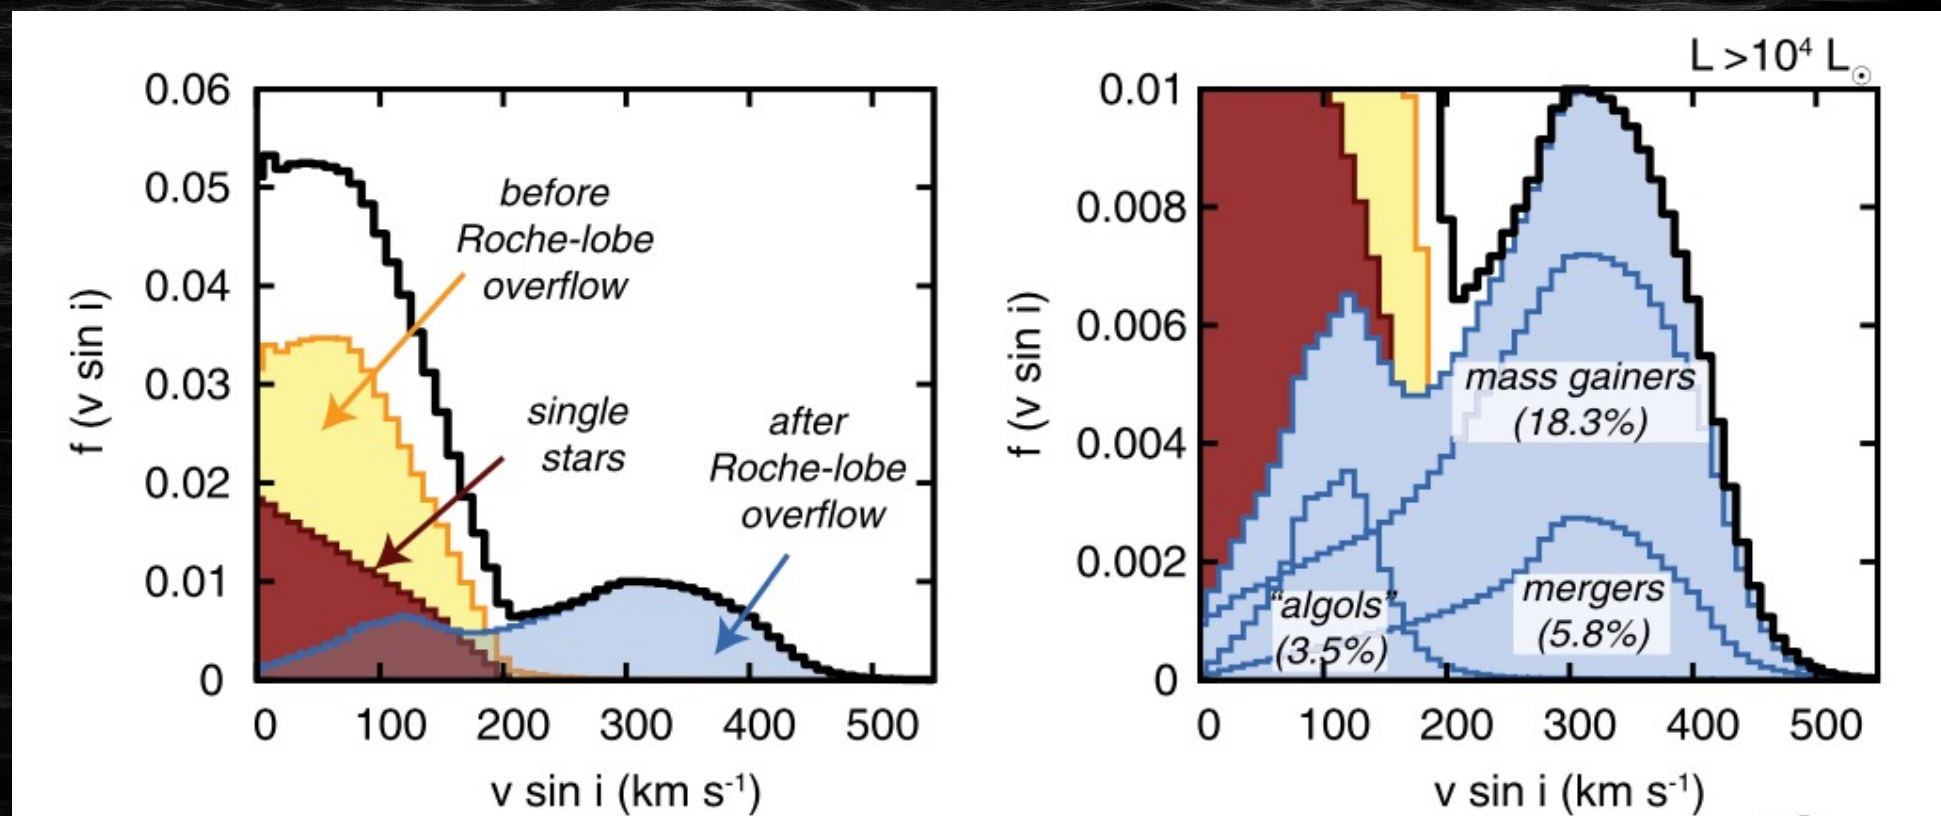 L >10⁴ L☉
0.06
0.05
0.04
0.03
0.02
0.01
0
f (v sin i)
before
Roche-lobe
overflow
single
stars
after
Roche-lobe
overflow
0 100 200 300 400 500
v sin i (km s⁻¹)
0.01
0.008
0.006
0.004
0.002
0
f (v sin i)
mass gainers
(18.3%)
"algols"
(3.5%)
mergers
(5.8%)
0 100 200 300 400 500
v sin i (km s⁻¹)